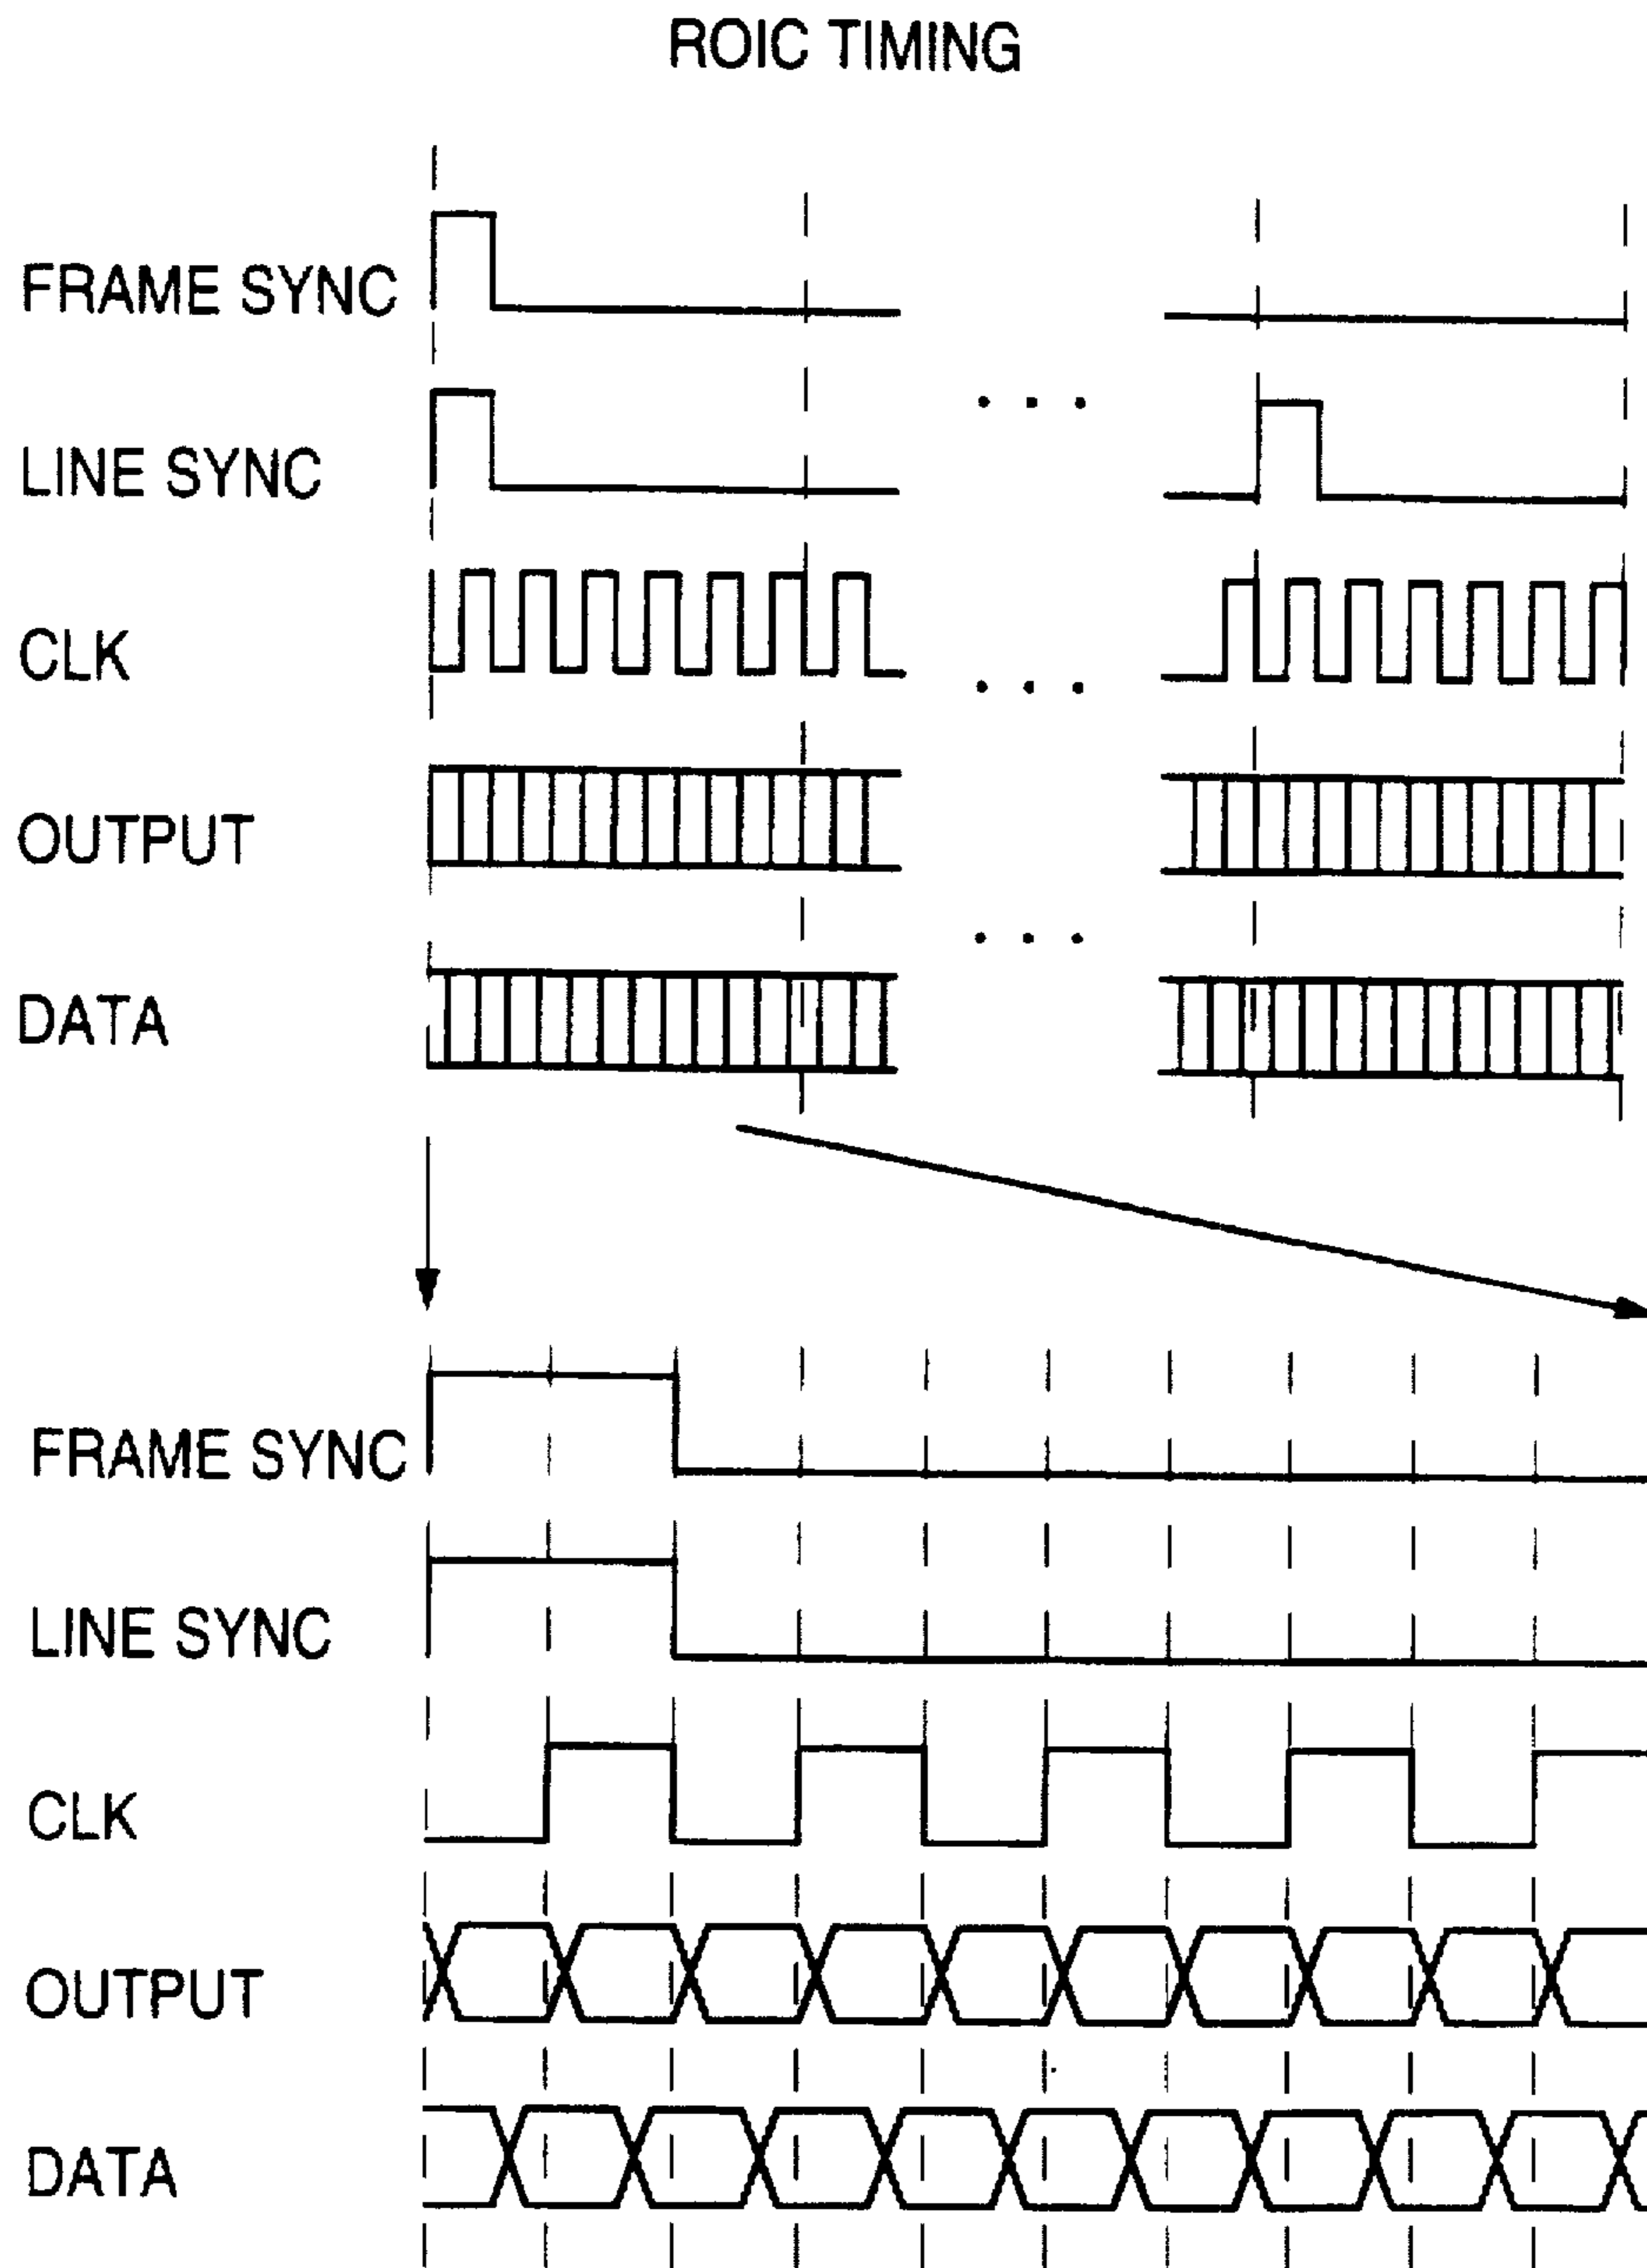 ROIC TIMING
FRAME SYNC
LINE SYNC
CLK
OUTPUT
DATA
FRAME SYNC
LINE SYNC
CLK
OUTPUT
DATA